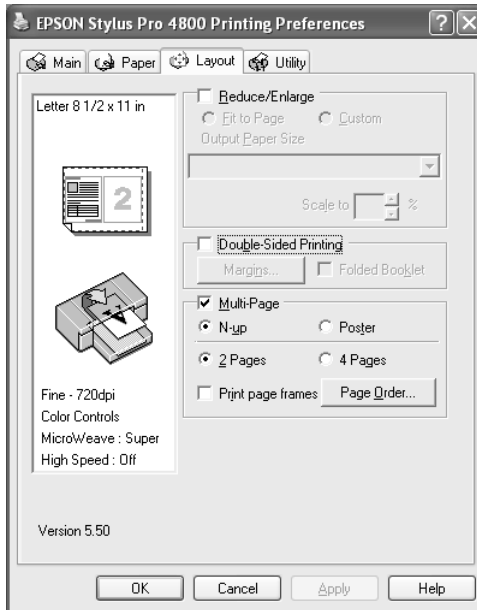 EPSON Stylus Pro 4800 Printing Preferences
Main Paper Layout Utility
Letter 8 1/2 x 11 in
2
Fine - 720dpi
Color Controls
MicroWeave : Super
High Speed : Off
Version 5.50
Reduce/Enlarge
Fit to Page Custom
Output Paper Size
Scale to %
Double-Sided Printing
Margins... Folded Booklet
Multi-Page
N-up Poster
2 Pages 4 Pages
Print page frames Page Order...
OK Cancel Apply Help